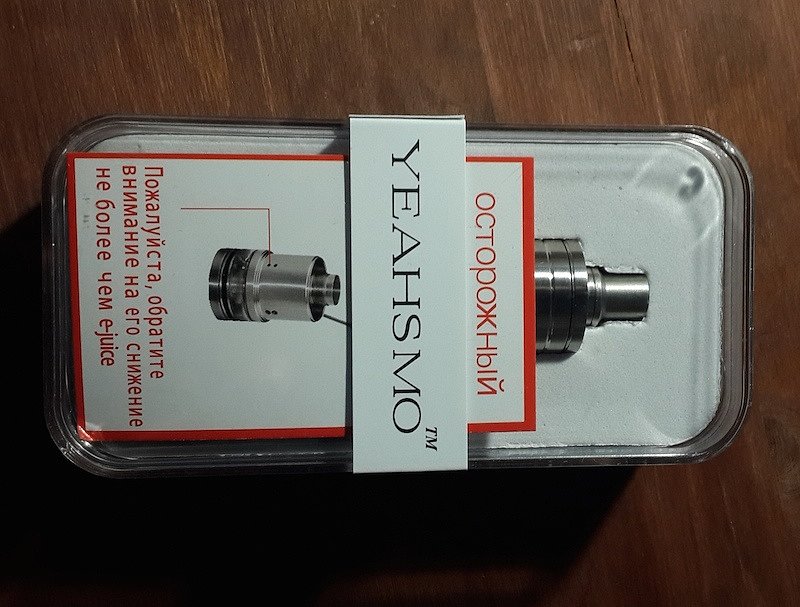 YEAHSMO™
осторожный
Пожалуйста, обратите
внимание на его снижение
не более чем e-juice